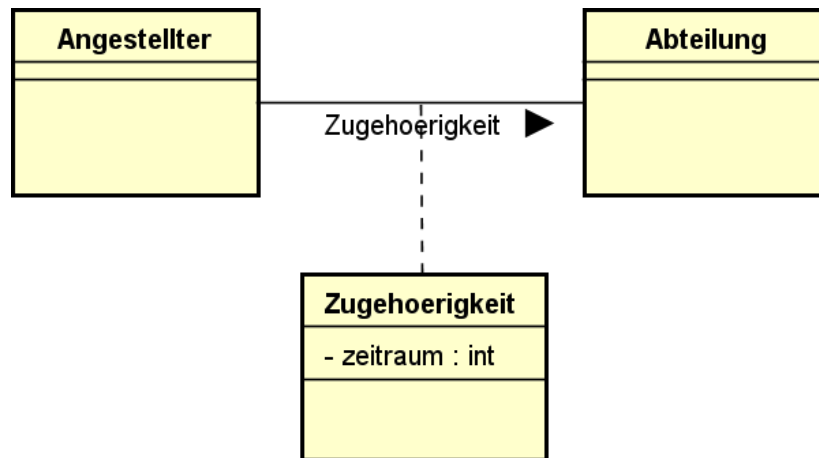 Angestellter
Abteilung
Zugehoerigkeit ▶
Zugehoerigkeit
- zeitraum : int